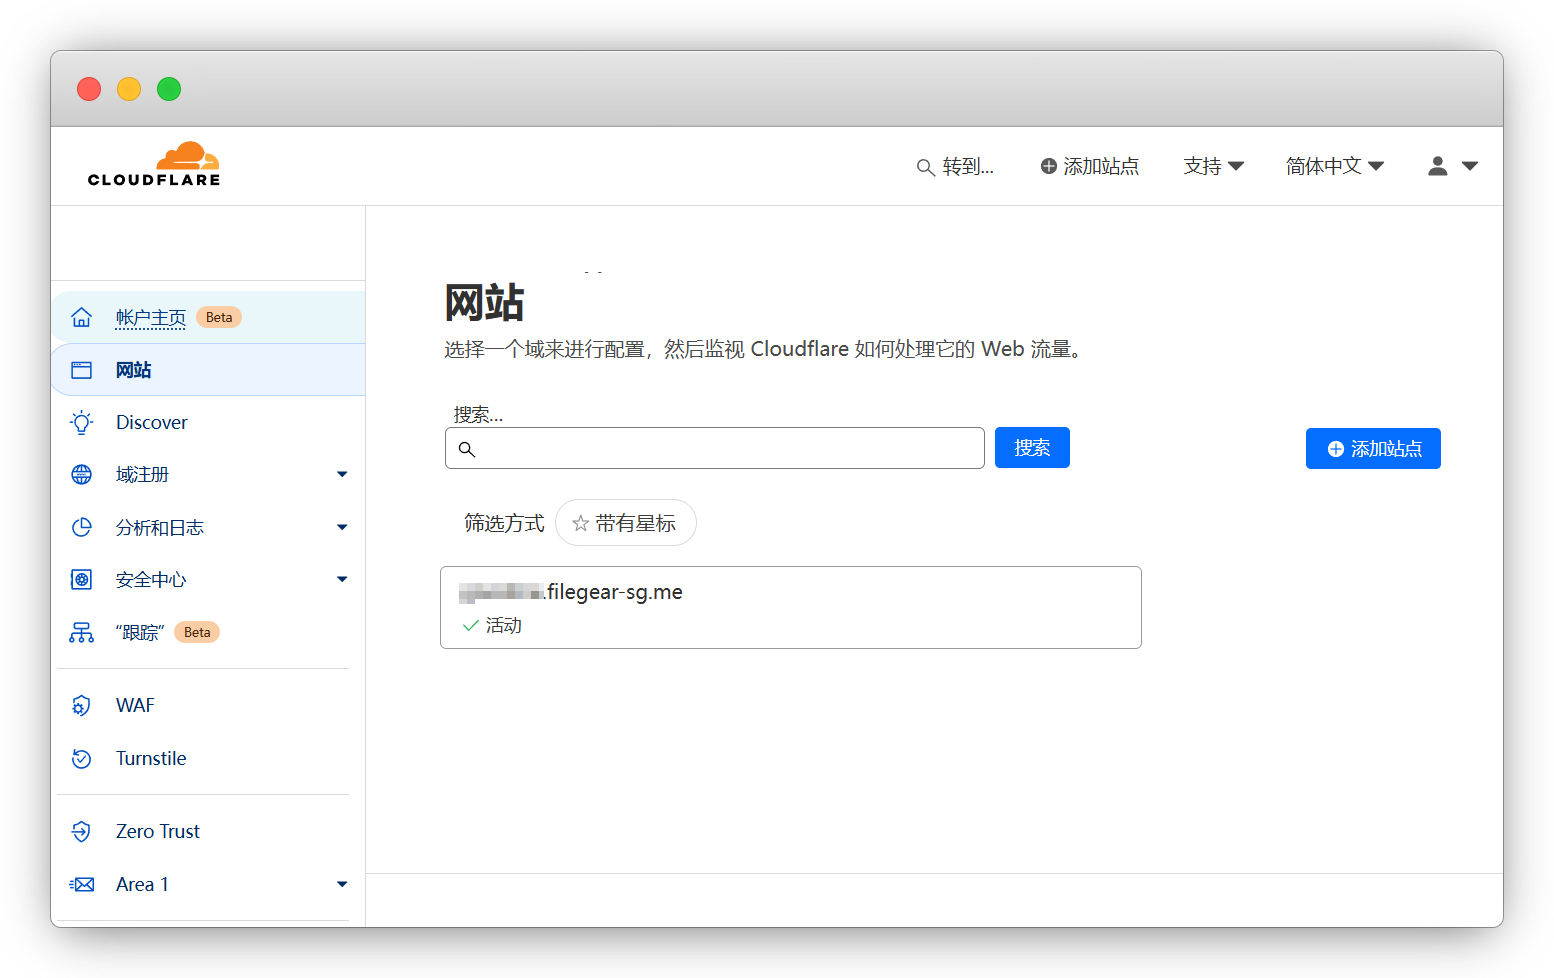 CLOUDFLARE
转到...
添加站点
支持
简体中文
帐户主页 Beta
网站
Discover
域注册
分析和日志
安全中心
“跟踪” Beta
WAF
Turnstile
Zero Trust
Area 1
网站
选择一个域来进行配置，然后监视 Cloudflare 如何处理它的 Web 流量。
搜索...
搜索
添加站点
筛选方式
带有星标
.filegear-sg.me
活动